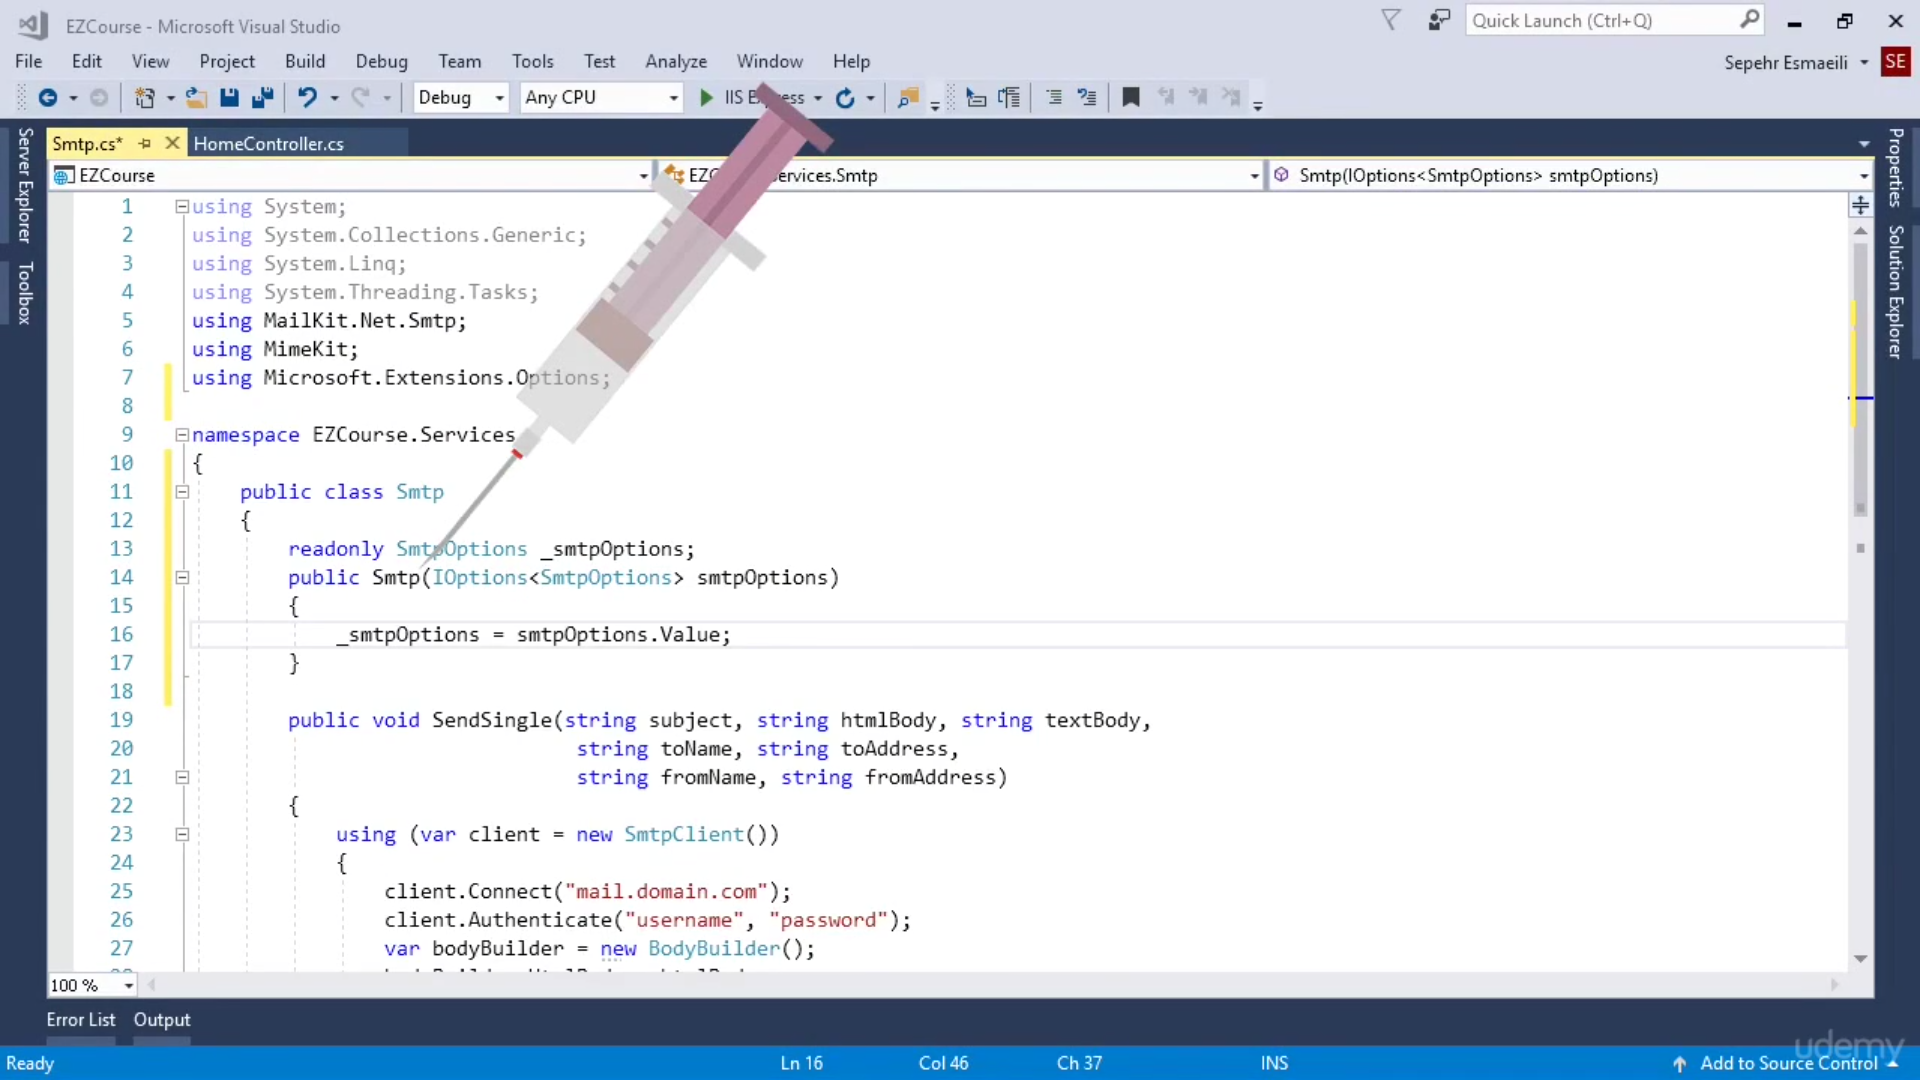 EZCourse - Microsoft Visual Studio
Quick Launch (Ctrl+Q)
File Edit View Project Build Debug Team Tools Test Analyze Window Help
Sepehr Esmaeili SE
Debug Any CPU IIS Express
Smtp.cs* HomeController.cs
EZCourse
Smtp(IOptions<SmtpOptions> smtpOptions)
Server Explorer
Toolbox
Properties
Solution Explorer
1 using System;
2 using System.Collections.Generic;
3 using System.Linq;
4 using System.Threading.Tasks;
5 using MailKit.Net.Smtp;
6 using MimeKit;
7 using Microsoft.Extensions.Options;
8
9 namespace EZCourse.Services
10 {
11 public class Smtp
12 {
13 readonly SmtpOptions _smtpOptions;
14 public Smtp(IOptions<SmtpOptions> smtpOptions)
15 {
16 _smtpOptions = smtpOptions.Value;
17 }
18
19 public void SendSingle(string subject, string htmlBody, string textBody,
20 string toName, string toAddress,
21 string fromName, string fromAddress)
22 {
23 using (var client = new SmtpClient())
24 {
25 client.Connect("mail.domain.com");
26 client.Authenticate("username", "password");
27 var bodyBuilder = new BodyBuilder();
100 %
Error List Output
Ready Ln 16 Col 46 Ch 37 INS Add to Source Control
udemy